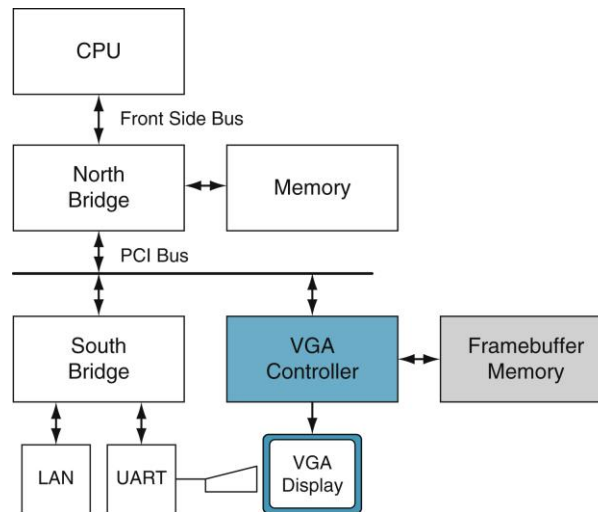 CPU
Front Side Bus
North
Bridge
Memory
PCI Bus
South
Bridge
VGA
Controller
Framebuffer
Memory
LAN
UART
VGA
Display